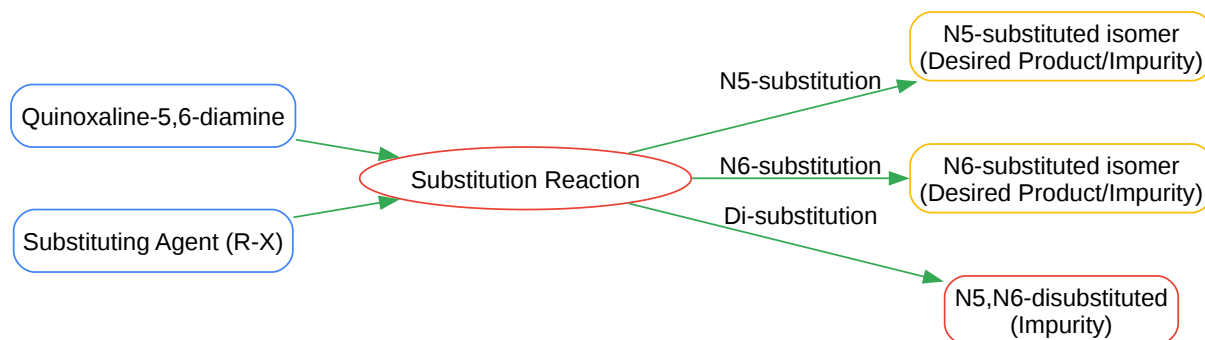 Quinoxaline-5,6-diamine
Substituting Agent (R-X)
Substitution Reaction
N5-substitution
N6-substitution
Di-substitution
N5-substituted isomer
(Desired Product/Impurity)
N6-substituted isomer
(Desired Product/Impurity)
N5,N6-disubstituted
(Impurity)